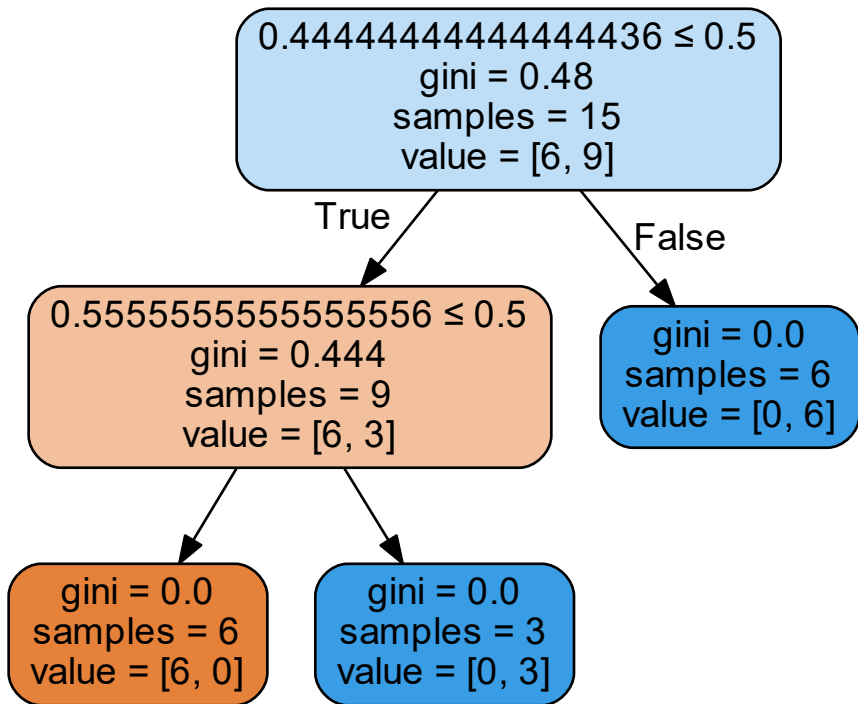 0.44444444444444436 ≤ 0.5
gini = 0.48
samples = 15
value = [6, 9]
True
False
0.5555555555555556 ≤ 0.5
gini = 0.444
samples = 9
value = [6, 3]
gini = 0.0
samples = 6
value = [0, 6]
gini = 0.0
samples = 6
value = [6, 0]
gini = 0.0
samples = 3
value = [0, 3]